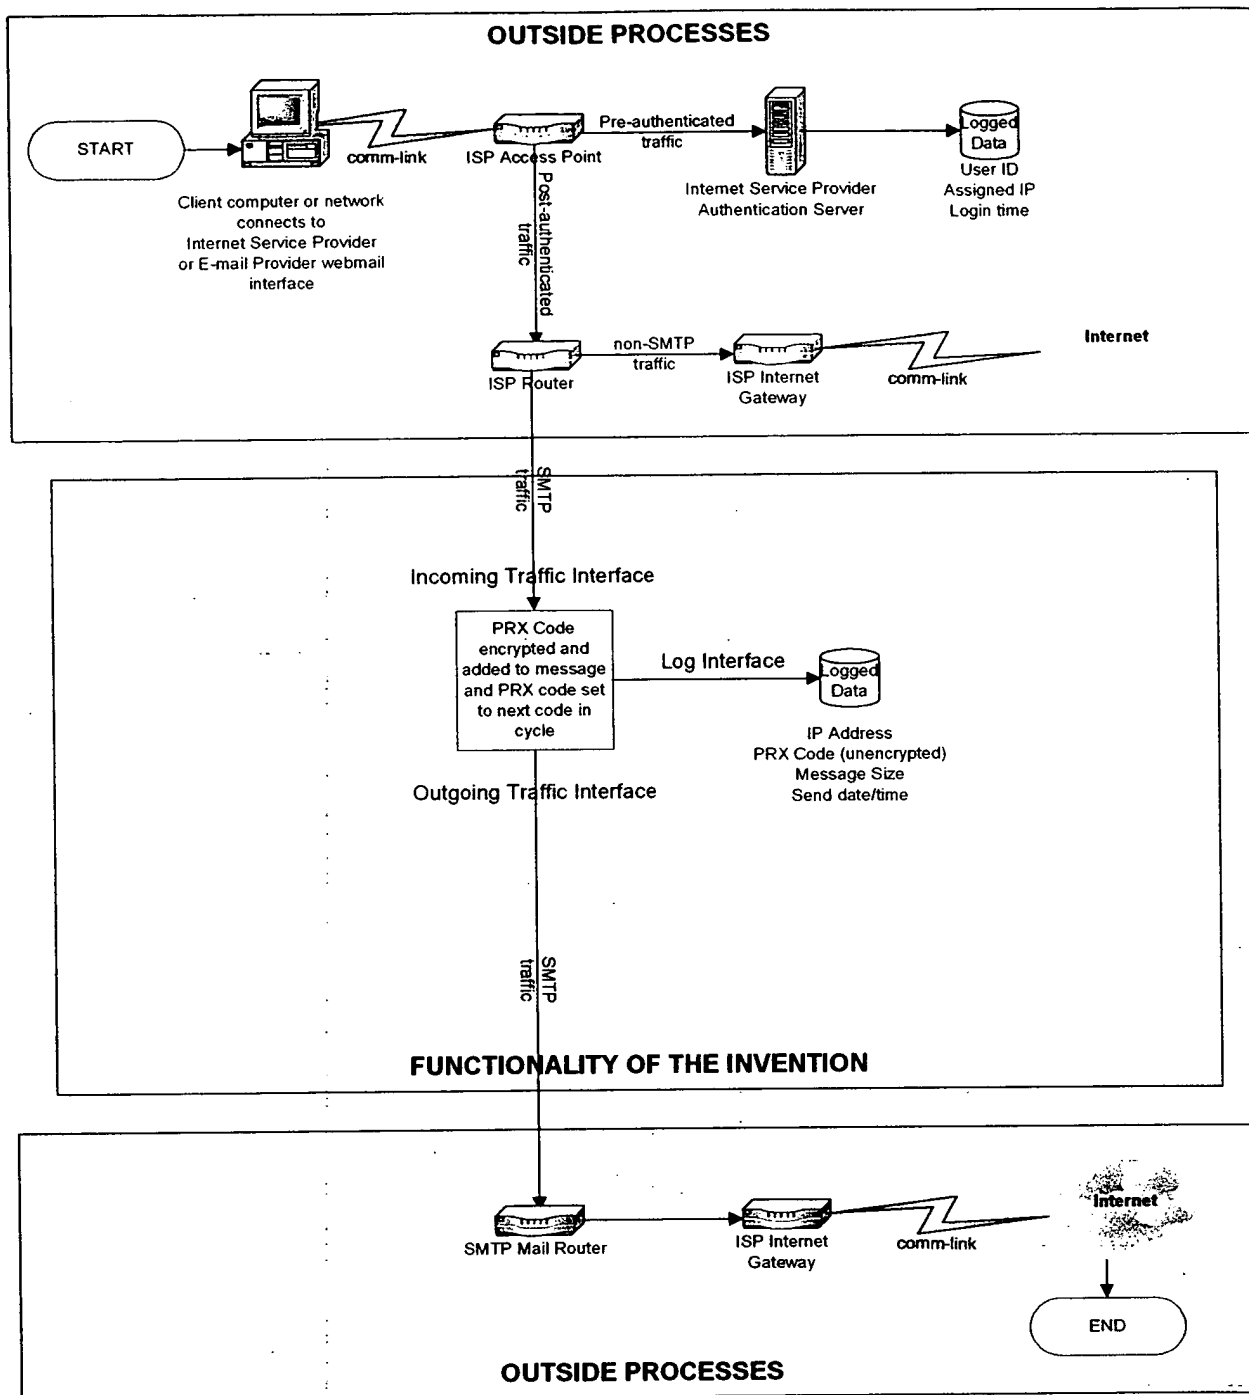 OUTSIDE PROCESSES
START
comm-link
ISP Access Point
Pre-authenticated
traffic
Logged
Data
Client computer or network
connects to
Internet Service Provider
or E-mail Provider webmail
interface
Internet Service Provider
Authentication Server
User ID
Assigned IP
Login time
Post-authenticated
traffic
ISP Router
non-SMTP
traffic
ISP Internet
Gateway
comm-link
Internet
SMTP
traffic
Incoming Traffic Interface
PRX Code
encrypted and
added to message
and PRX code set
to next code in
cycle
Log Interface
Logged
Data
IP Address
PRX Code (unencrypted)
Message Size
Send date/time
Outgoing Traffic Interface
SMTP
traffic
FUNCTIONALITY OF THE INVENTION
SMTP Mail Router
ISP Internet
Gateway
comm-link
Internet
END
OUTSIDE PROCESSES